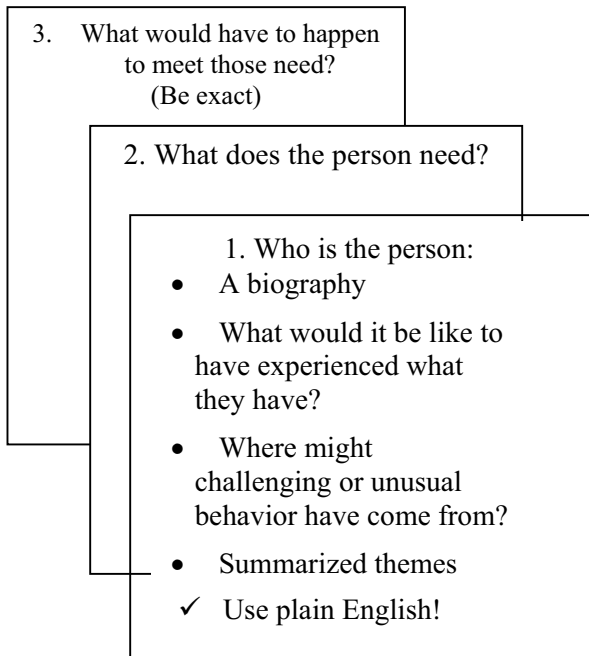 3. What would have to happen
to meet those need?
(Be exact)
2. What does the person need?
1. Who is the person:
• A biography
• What would it be like to
have experienced what
they have?
• Where might
challenging or unusual
behavior have come from?
• Summarized themes
✓ Use plain English!